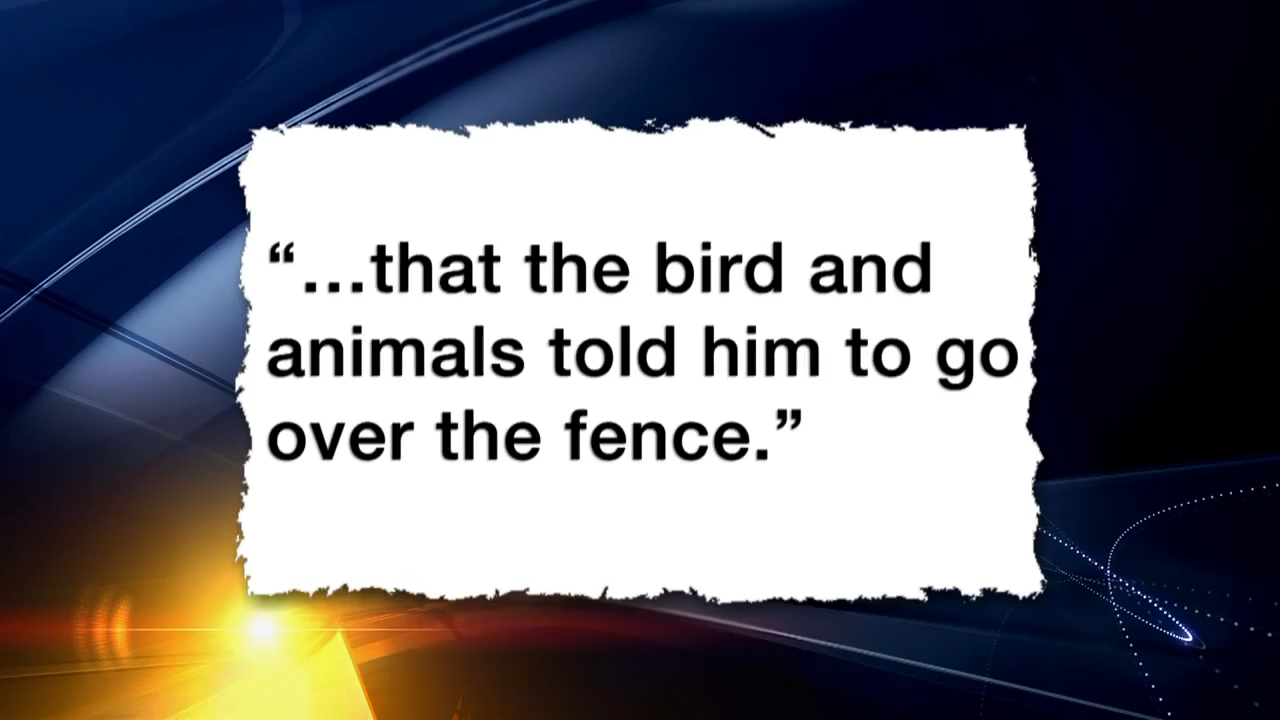 “...that the bird and
animals told him to go
over the fence.”